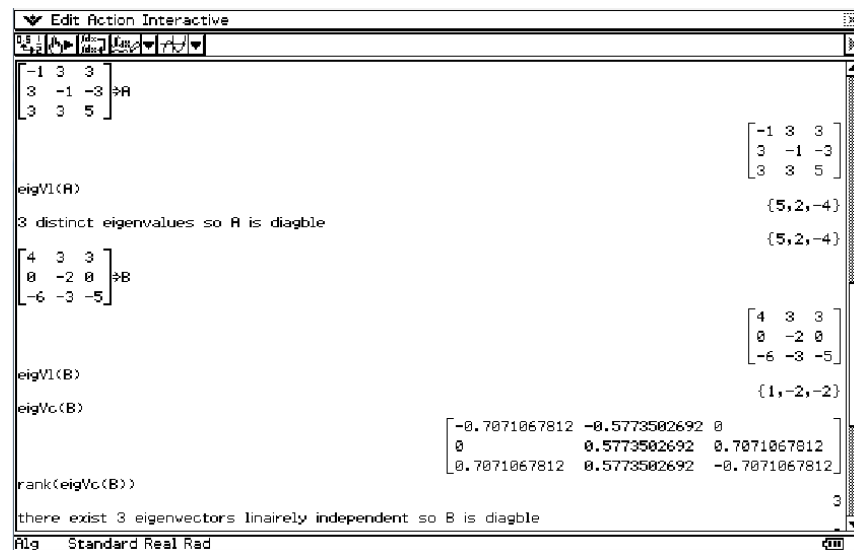 Edit Action Interactive
[-1 3 3
3 -1 -3
3 3 5]⇒A
[-1 3 3
3 -1 -3
3 3 5]
eigVl(A)
{5,2,-4}
3 distinct eigenvalues so A is diagble
{5,2,-4}
[4 3 3
0 -2 0
-6 -3 -5]⇒B
[4 3 3
0 -2 0
-6 -3 -5]
eigVl(B)
{1,-2,-2}
eigVc(B)
[-0.7071067812 -0.5773502692 0
0 0.5773502692 0.7071067812
0.7071067812 0.5773502692 -0.7071067812]
rank(eigVc(B))
3
there exist 3 eigenvectors linairely independent so B is diagble
Alg Standard Real Rad